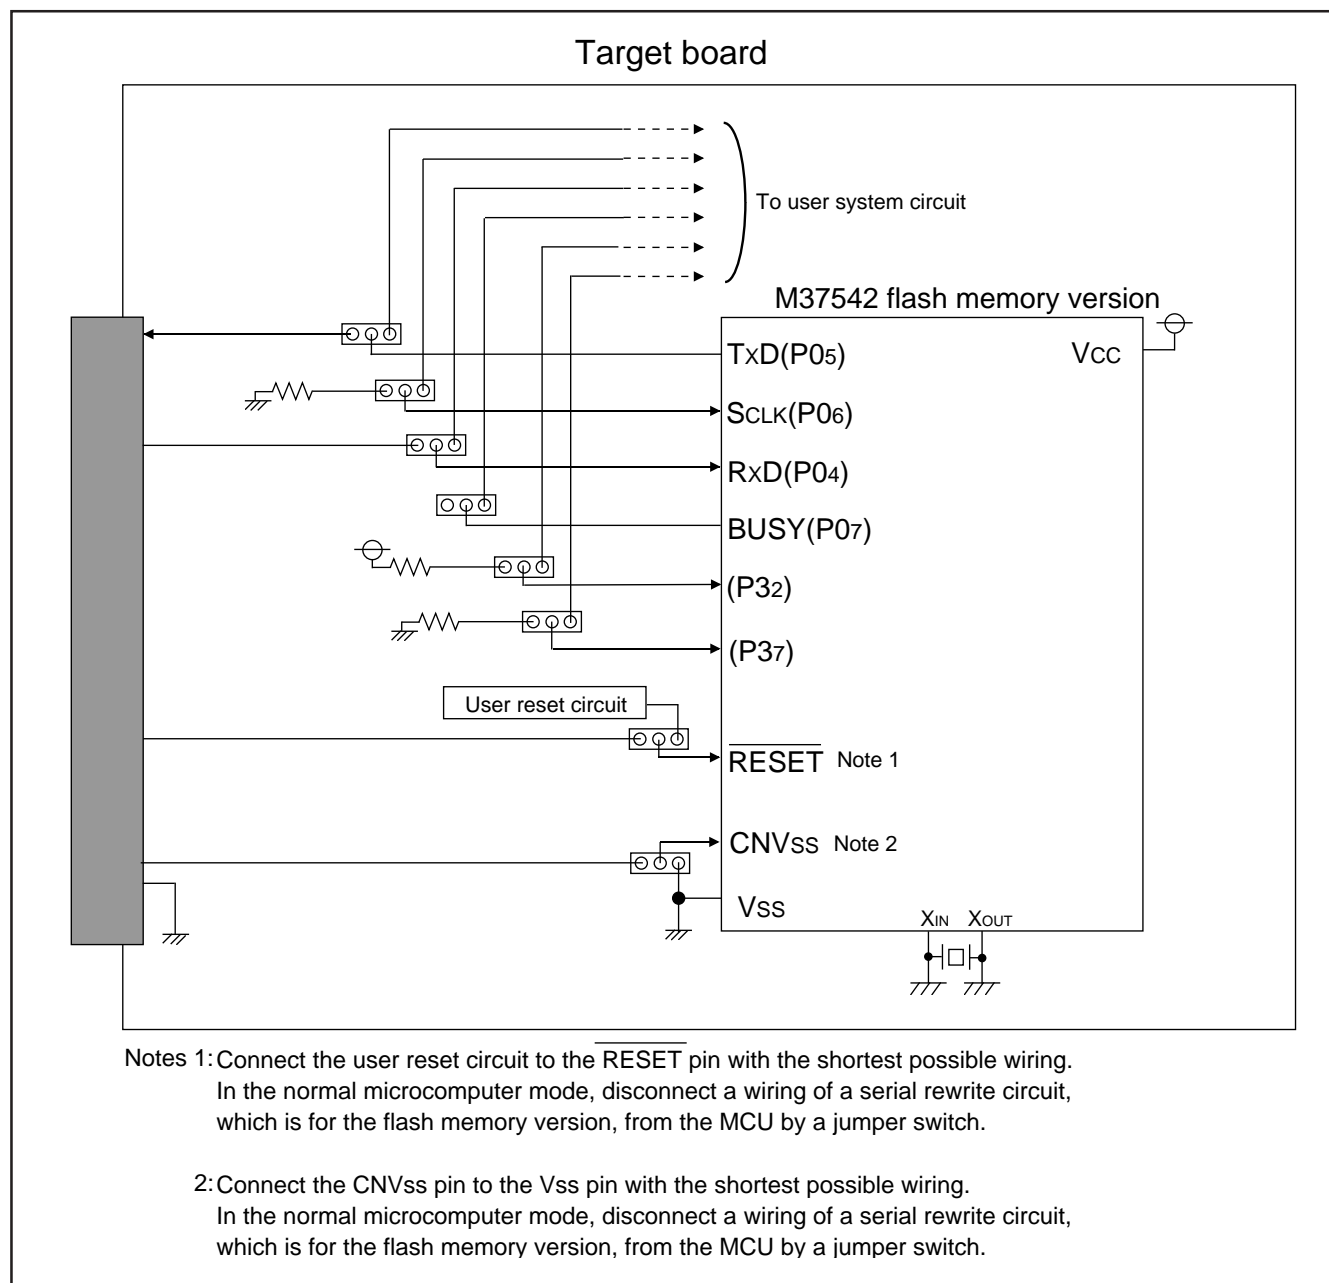 Target board
To user system circuit
M37542 flash memory version
TXD(P05)
VCC
SCLK(P06)
RXD(P04)
BUSY(P07)
(P32)
(P37)
User reset circuit
RESET Note 1
CNVSS Note 2
VSS
XIN XOUT
Notes 1: Connect the user reset circuit to the RESET pin with the shortest possible wiring.
In the normal microcomputer mode, disconnect a wiring of a serial rewrite circuit,
which is for the flash memory version, from the MCU by a jumper switch.
2: Connect the CNVss pin to the Vss pin with the shortest possible wiring.
In the normal microcomputer mode, disconnect a wiring of a serial rewrite circuit,
which is for the flash memory version, from the MCU by a jumper switch.